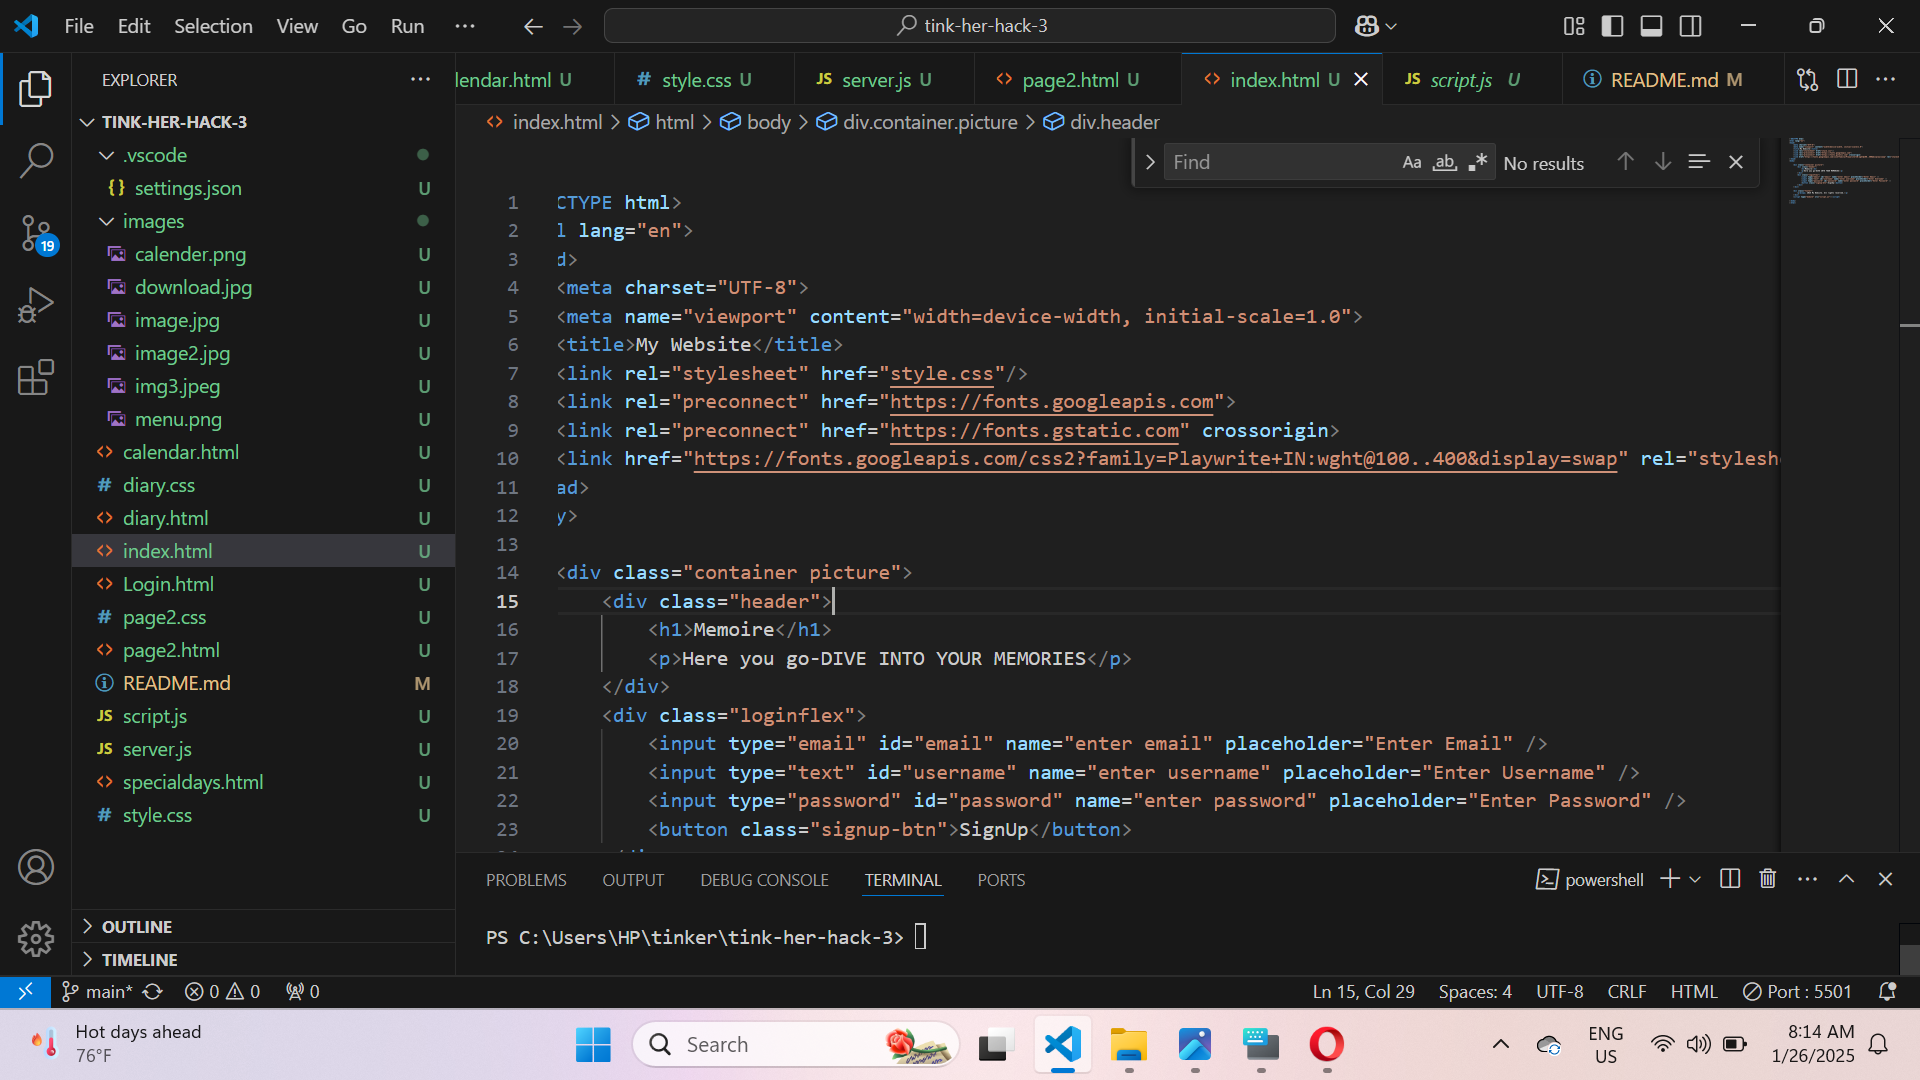 File Edit Selection View Go Run ··· tink-her-hack-3
EXPLORER ···
TINK-HER-HACK-3
.vscode
settings.json U
images
calender.png U
download.jpg U
image.jpg U
image2.jpg U
img3.jpeg U
menu.png U
calendar.html U
diary.css U
diary.html U
index.html U
Login.html U
page2.css U
page2.html U
README.md M
script.js U
server.js U
specialdays.html U
style.css U
OUTLINE
TIMELINE
19
lendar.html U # style.css U JS server.js U page2.html U index.html U JS script.js U README.md M
index.html > html > body > div.container.picture > div.header
Find Aa ab .* No results
1 CTYPE html>
2 l lang="en">
3 d>
4 <meta charset="UTF-8">
5 <meta name="viewport" content="width=device-width, initial-scale=1.0">
6 <title>My Website</title>
7 <link rel="stylesheet" href="style.css"/>
8 <link rel="preconnect" href="https://fonts.googleapis.com">
9 <link rel="preconnect" href="https://fonts.gstatic.com" crossorigin>
10 <link href="https://fonts.googleapis.com/css2?family=Playwrite+IN:wght@100..400&display=swap" rel="stylesh
11 ad>
12 y>
13
14 <div class="container picture">
15 <div class="header">
16 <h1>Memoire</h1>
17 <p>Here you go-DIVE INTO YOUR MEMORIES</p>
18 </div>
19 <div class="loginflex">
20 <input type="email" id="email" name="enter email" placeholder="Enter Email" />
21 <input type="text" id="username" name="enter username" placeholder="Enter Username" />
22 <input type="password" id="password" name="enter password" placeholder="Enter Password" />
23 <button class="signup-btn">SignUp</button>
PROBLEMS OUTPUT DEBUG CONSOLE TERMINAL PORTS powershell
PS C:\Users\HP\tinker\tink-her-hack-3>
main* 0 0 0 Ln 15, Col 29 Spaces: 4 UTF-8 CRLF HTML Port : 5501
Hot days ahead
76°F
Search
ENG
US
8:14 AM
1/26/2025